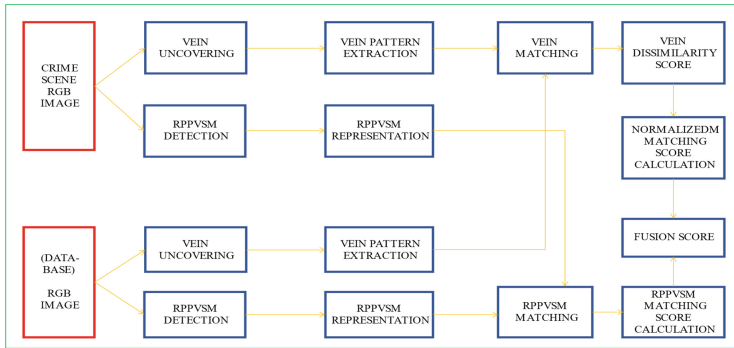 CRIME
SCENE
RGB
IMAGE
VEIN
UNCOVERING
VEIN PATTERN
EXTRACTION
VEIN
MATCHING
VEIN
DISSIMILARITY
SCORE
RPPVSM
DETECTION
RPPVSM
REPRESENTATION
NORMALIZEDM
MATCHING
SCORE
CALCULATION
(DATA-
BASE)
RGB
IMAGE
VEIN
UNCOVERING
VEIN PATTERN
EXTRACTION
FUSION SCORE
RPPVSM
DETECTION
RPPVSM
REPRESENTATION
RPPVSM
MATCHING
RPPVSM
MATCHING
SCORE
CALCULATION